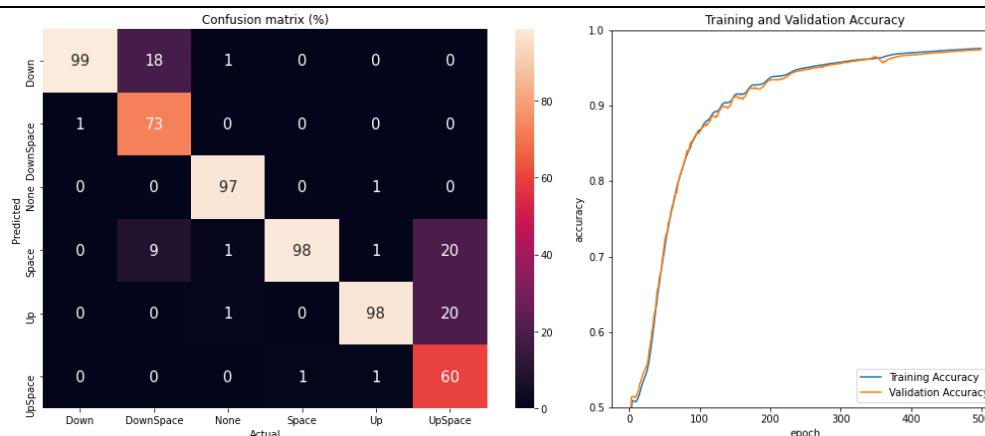 Confusion matrix (%)
Predicted
Down
DownSpace
None
Space
Up
UpSpace
99 18 1 0 0 0
1 73 0 0 0 0
0 0 97 0 1 0
0 9 1 98 1 20
0 0 1 0 98 20
0 0 0 1 1 60
Down DownSpace None Space Up UpSpace
Actual
80
60
40
20
0
Training and Validation Accuracy
accuracy
1.0
0.9
0.8
0.7
0.6
0.5
Training Accuracy
Validation Accuracy
0 100 200 300 400 500
epoch